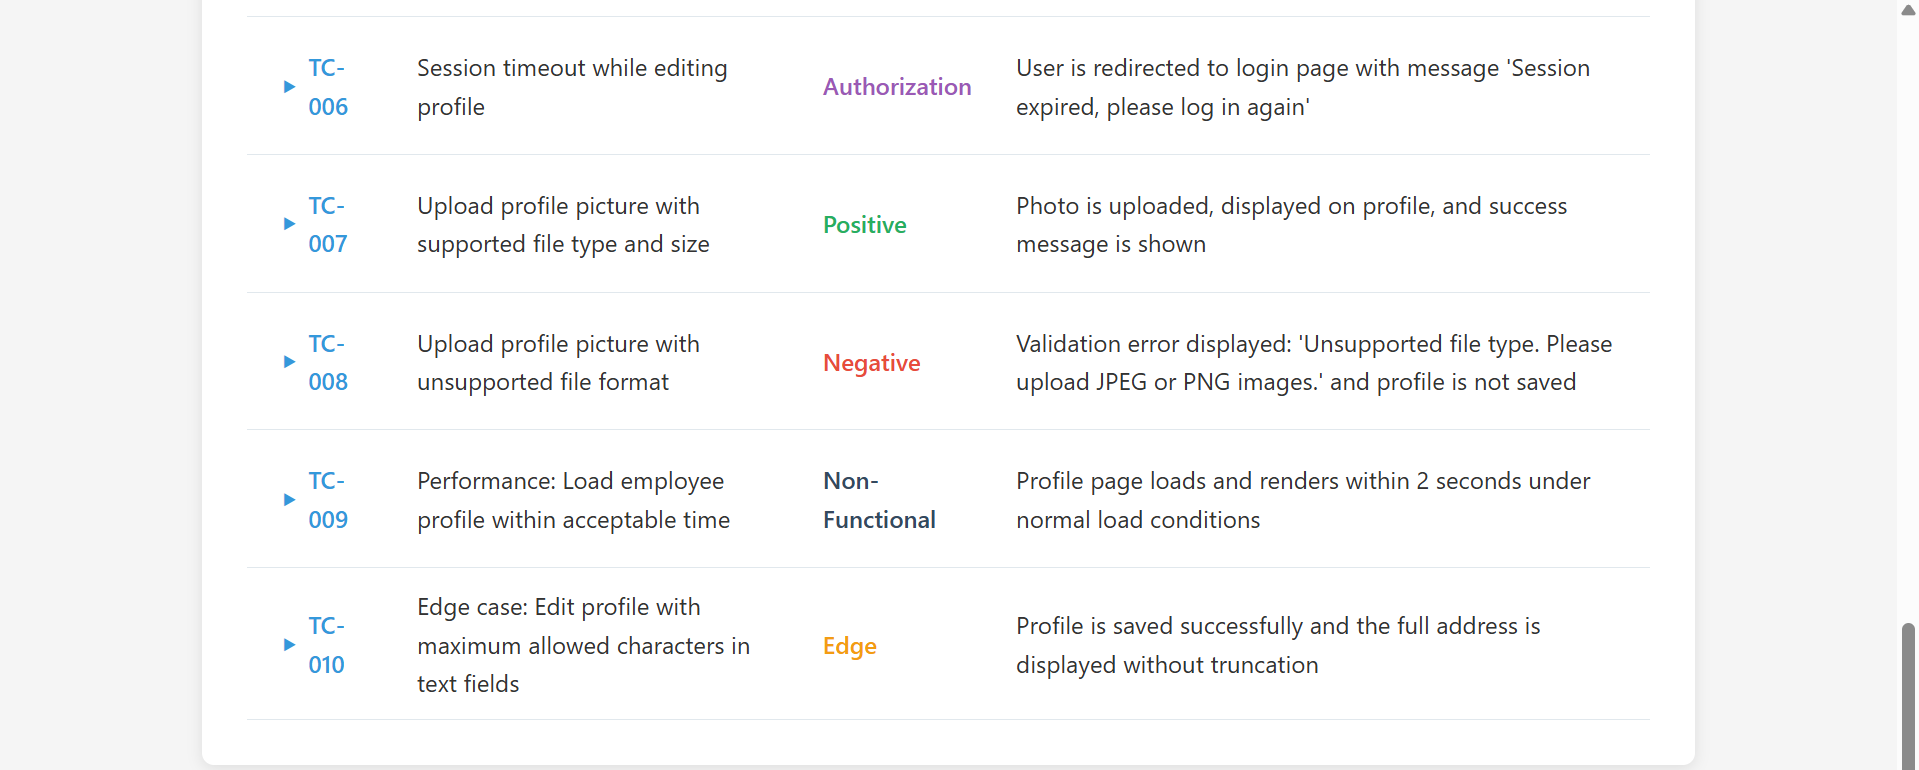 TC-
006
Session timeout while editing
profile
Authorization
User is redirected to login page with message 'Session
expired, please log in again'
TC-
007
Upload profile picture with
supported file type and size
Positive
Photo is uploaded, displayed on profile, and success
message is shown
TC-
008
Upload profile picture with
unsupported file format
Negative
Validation error displayed: 'Unsupported file type. Please
upload JPEG or PNG images.' and profile is not saved
TC-
009
Performance: Load employee
profile within acceptable time
Non-
Functional
Profile page loads and renders within 2 seconds under
normal load conditions
TC-
010
Edge case: Edit profile with
maximum allowed characters in
text fields
Edge
Profile is saved successfully and the full address is
displayed without truncation